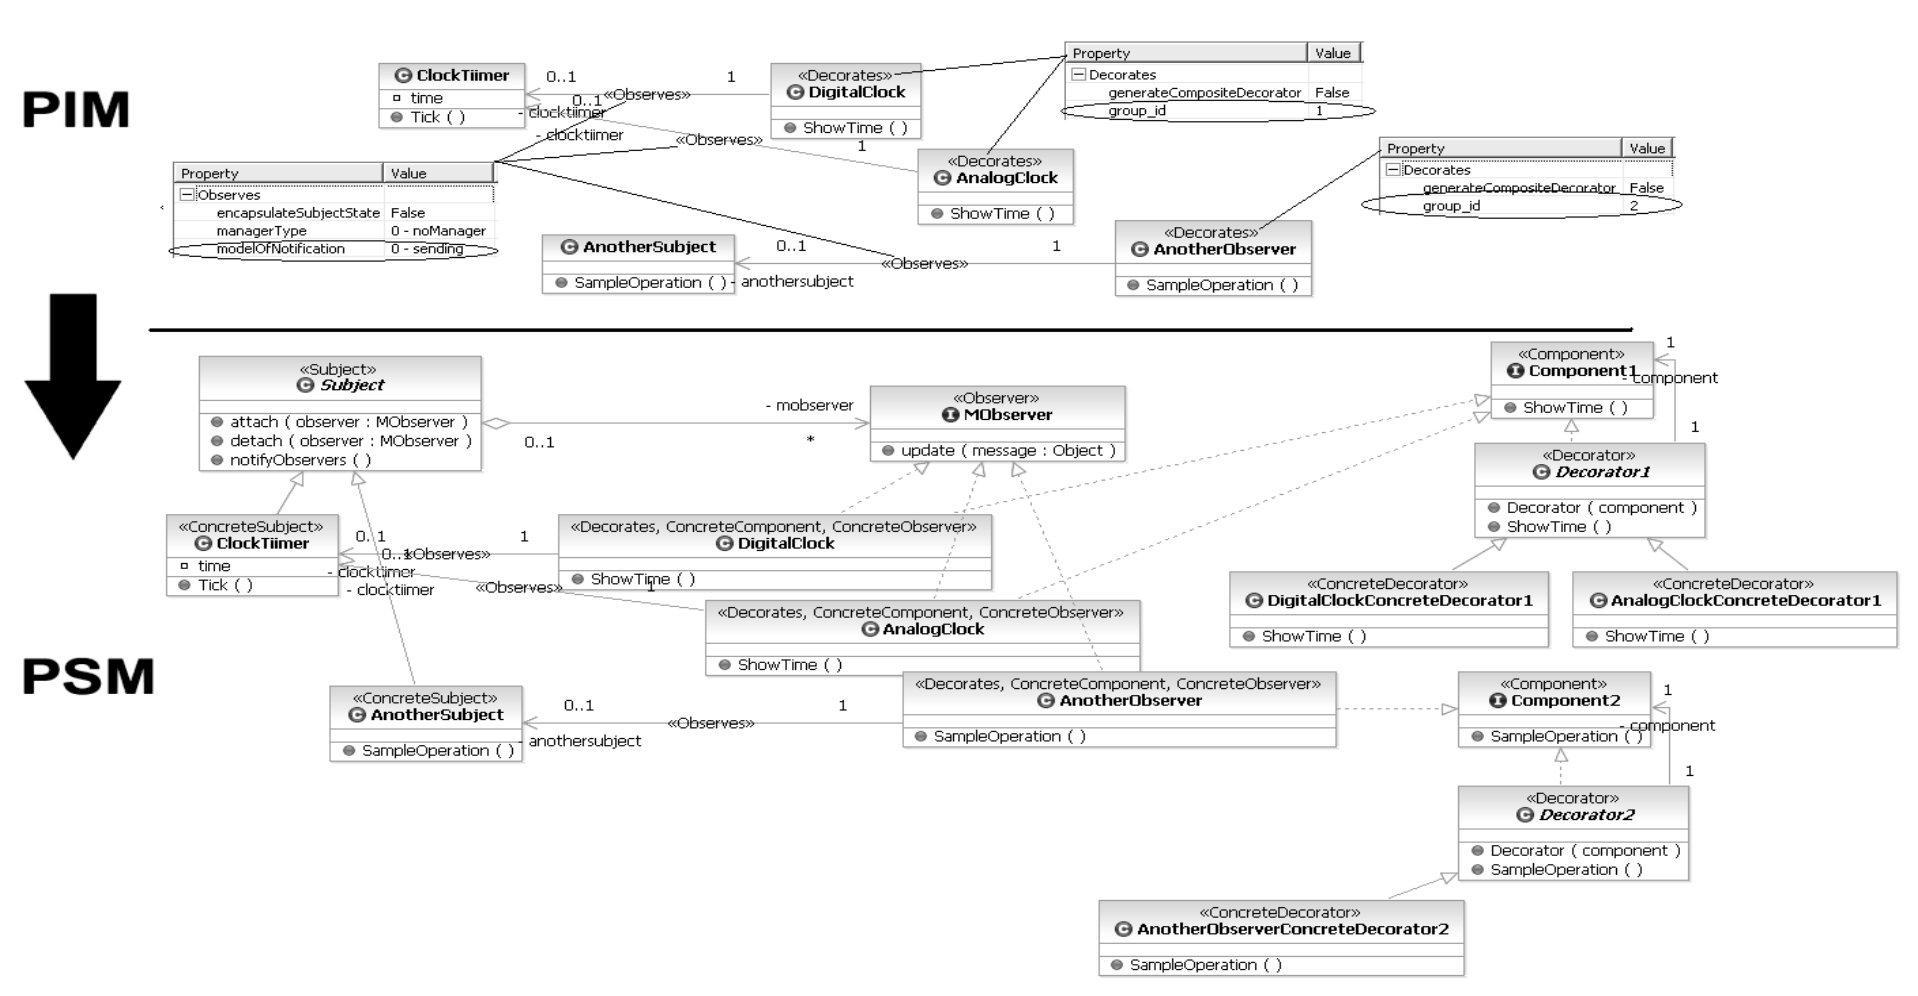 PIM
ClockTiimer
time
Tick ( )
0..1
1
«Observes»
0..1
- clocktiimer
- clocktiimer
«Observes»
1
«Decorates»
DigitalClock
ShowTime ( )
Property Value
Decorates
generateCompositeDecorator False
group_id 1
«Decorates»
AnalogClock
ShowTime ( )
Property Value
Decorates
generateCompositeDecorator False
group_id 2
Property Value
Observes
encapsulateSubjectState False
managerType 0 - noManager
modelOfNotification 0 - sending
AnotherSubject
SampleOperation ( )
0..1
1
«Observes»
- anothersubject
«Decorates»
AnotherObserver
SampleOperation ( )
«Subject»
Subject
attach ( observer : MObserver )
detach ( observer : MObserver )
notifyObservers ( )
- mobserver
0..1
*
«Observer»
MObserver
update ( message : Object )
«Component»
Component1
ShowTime ( )
1
- component
1
«Decorator»
Decorator1
Decorator ( component )
ShowTime ( )
«ConcreteSubject»
ClockTiimer
time
Tick ( )
0..1
1
0..1
«Observes»
- clocktiimer
- clocktiimer
«Observes»
1
«Decorates, ConcreteComponent, ConcreteObserver»
DigitalClock
ShowTime ( )
«Decorates, ConcreteComponent, ConcreteObserver»
AnalogClock
ShowTime ( )
«ConcreteDecorator»
DigitalClockConcreteDecorator1
ShowTime ( )
«ConcreteDecorator»
AnalogClockConcreteDecorator1
ShowTime ( )
PSM
«ConcreteSubject»
AnotherSubject
SampleOperation ( )
0..1
1
«Observes»
- anothersubject
«Decorates, ConcreteComponent, ConcreteObserver»
AnotherObserver
SampleOperation ( )
«Component»
Component2
SampleOperation ( )
1
- component
1
«Decorator»
Decorator2
Decorator ( component )
SampleOperation ( )
«ConcreteDecorator»
AnotherObserverConcreteDecorator2
SampleOperation ( )